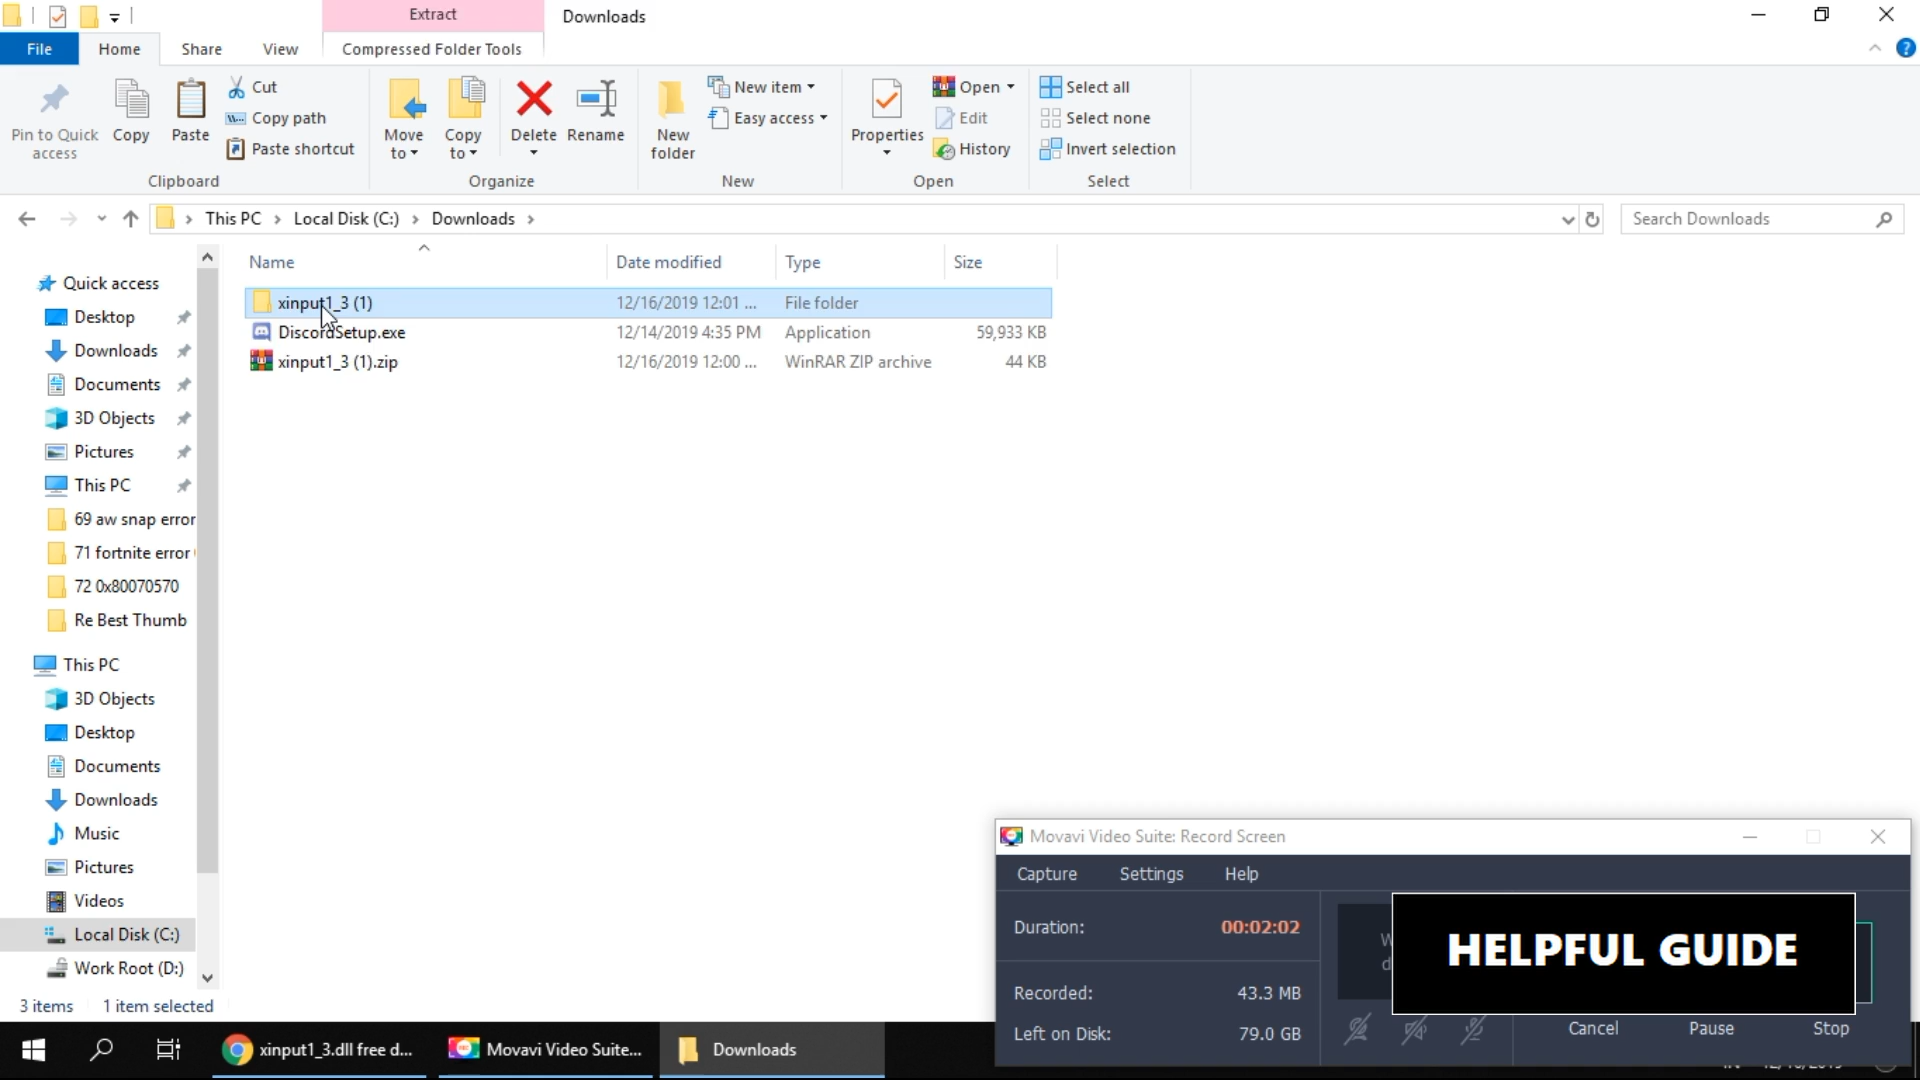 Extract
Downloads
File
Home
Share
View
Compressed Folder Tools
Pin to Quick
access
Copy
Paste
Cut
Copy path
Paste shortcut
Clipboard
Move
to
Copy
to
Delete
Rename
Organize
New
folder
New item
Easy access
New
Properties
Open
Edit
History
Open
Select all
Select none
Invert selection
Select
This PC
Local Disk (C:)
Downloads
Search Downloads
Name
Date modified
Type
Size
xinput1_3 (1)
12/16/2019 12:01 ...
File folder
DiscordSetup.exe
12/14/2019 4:35 PM
Application
59,933 KB
xinput1_3 (1).zip
12/16/2019 12:00 ...
WinRAR ZIP archive
44 KB
Quick access
Desktop
Downloads
Documents
3D Objects
Pictures
This PC
69 aw snap error
71 fortnite error
72 0x80070570
Re Best Thumb
This PC
3D Objects
Desktop
Documents
Downloads
Music
Pictures
Videos
Local Disk (C:)
Work Root (D:)
3 items
1 item selected
Movavi Video Suite: Record Screen
Capture
Settings
Help
Duration:
00:02:02
Recorded:
43.3 MB
Left on Disk:
79.0 GB
HELPFUL GUIDE
Cancel
Pause
Stop
xinput1_3.dll free d...
Movavi Video Suite...
Downloads